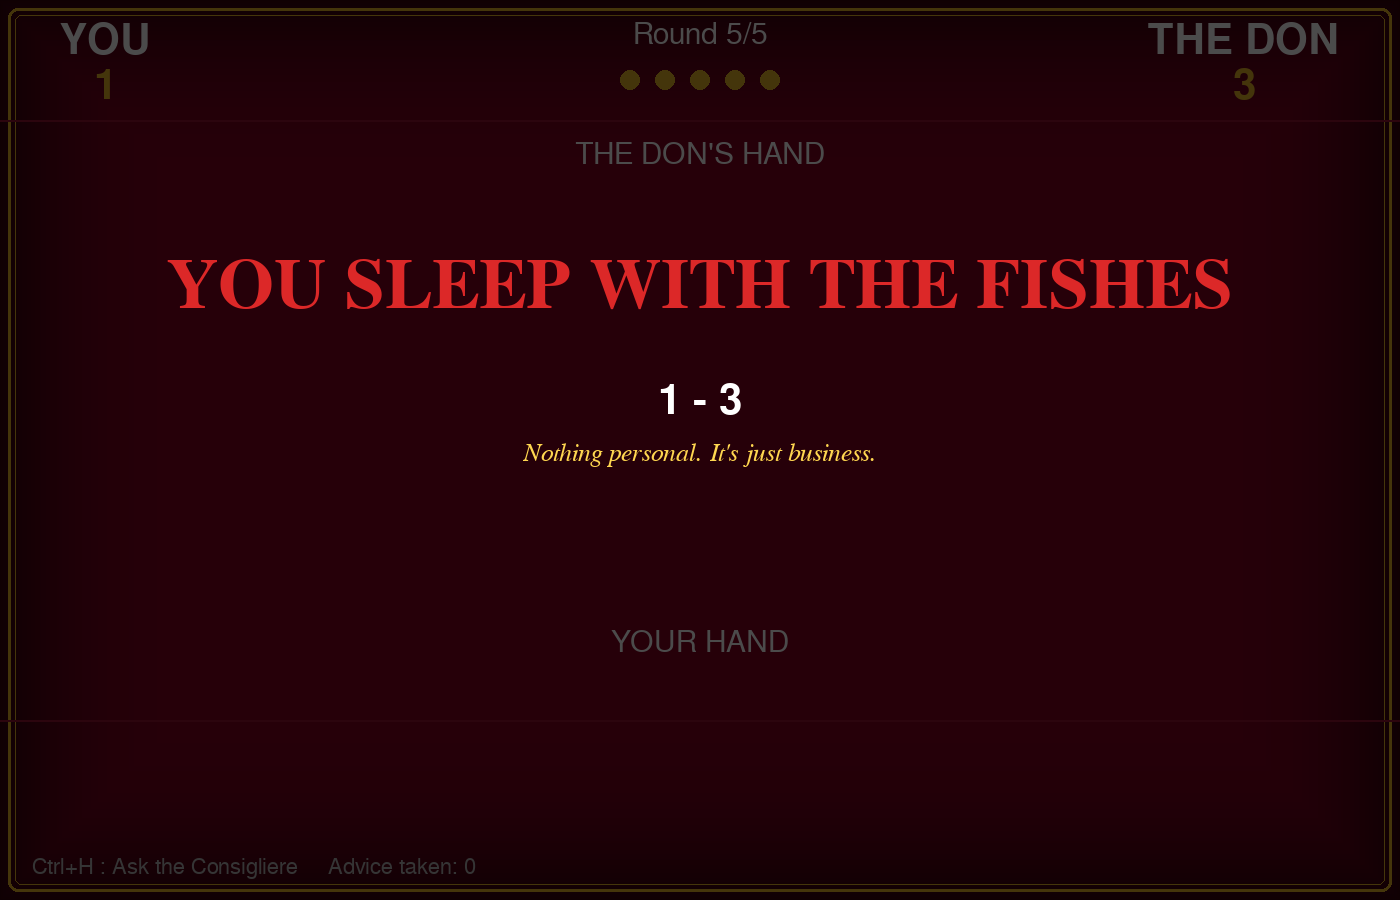 YOU
Round 5/5
THE DON
1
3
THE DON'S HAND
YOU SLEEP WITH THE FISHES
1 - 3
Nothing personal. It's just business.
YOUR HAND
Ctrl+H : Ask the Consigliere Advice taken: 0